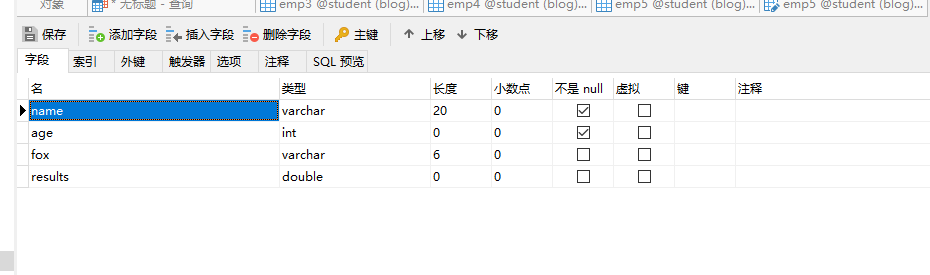 对象 * 无标题 - 查询 emp3 @student (blog)... emp4 @student (blog)... emp5 @student (blog)... emp5 @student (blog)...
保存 添加字段 插入字段 删除字段 主键 上移 下移
字段 索引 外键 触发器 选项 注释 SQL 预览
名 类型 长度 小数点 不是 null 虚拟 键 注释
name varchar 20 0
age int 0 0
fox varchar 6 0
results double 0 0